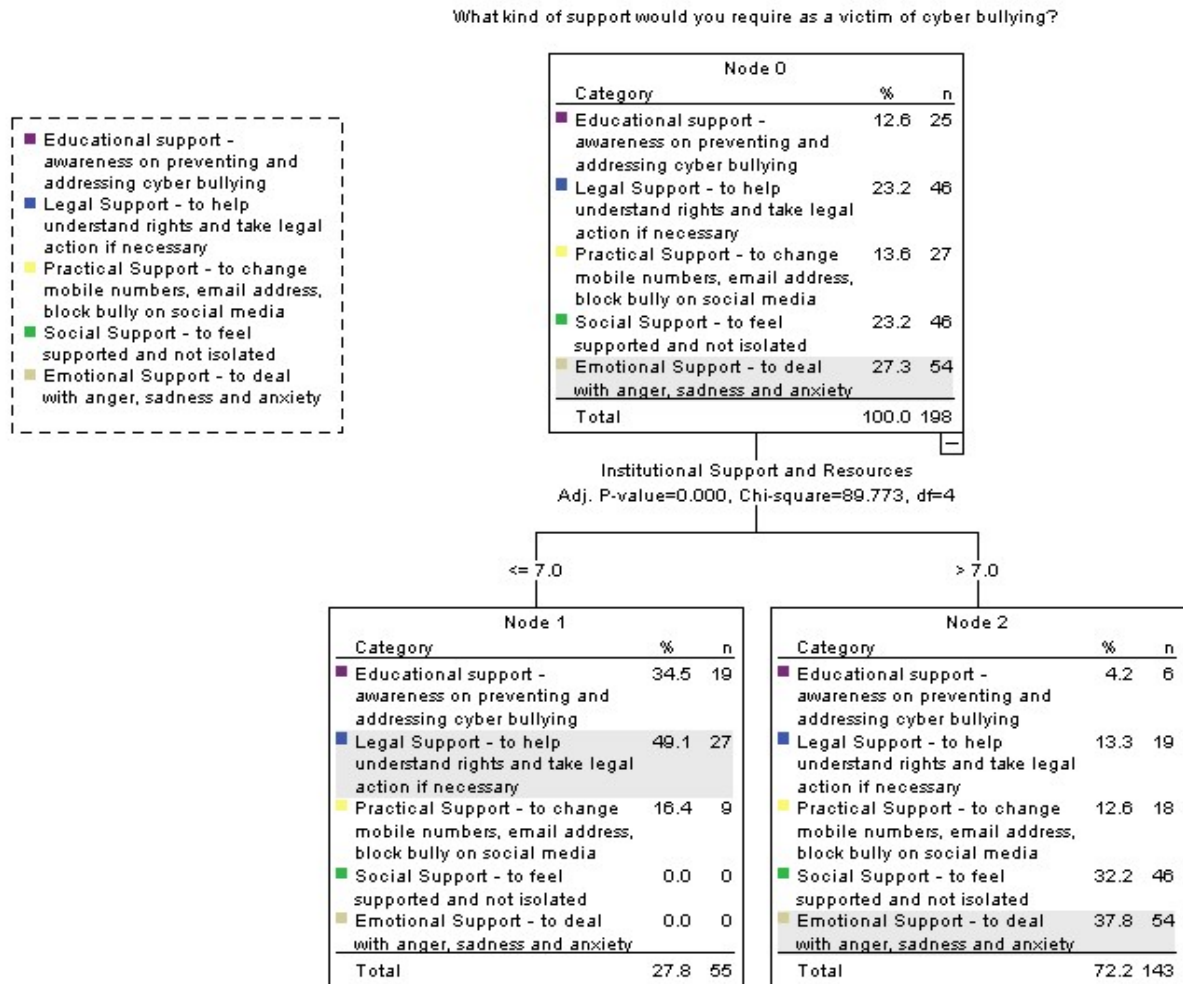 What kind of support would you require as a victim of cyber bullying?
Educational support -
awareness on preventing and
addressing cyber bullying
Legal Support - to help
understand rights and take legal
action if necessary
Practical Support - to change
mobile numbers, email address,
block bully on social media
Social Support - to feel
supported and not isolated
Emotional Support - to deal
with anger, sadness and anxiety
Node 0
Category % n
Educational support - 12.6 25
awareness on preventing and
addressing cyber bullying
Legal Support - to help 23.2 46
understand rights and take legal
action if necessary
Practical Support - to change 13.6 27
mobile numbers, email address,
block bully on social media
Social Support - to feel 23.2 46
supported and not isolated
Emotional Support - to deal 27.3 54
with anger, sadness and anxiety
Total 100.0 198
Institutional Support and Resources
Adj. P-value=0.000, Chi-square=89.773, df=4
<= 7.0
> 7.0
Node 1
Category % n
Educational support - 34.5 19
awareness on preventing and
addressing cyber bullying
Legal Support - to help 49.1 27
understand rights and take legal
action if necessary
Practical Support - to change 16.4 9
mobile numbers, email address,
block bully on social media
Social Support - to feel 0.0 0
supported and not isolated
Emotional Support - to deal 0.0 0
with anger, sadness and anxiety
Total 27.8 55
Node 2
Category % n
Educational support - 4.2 6
awareness on preventing and
addressing cyber bullying
Legal Support - to help 13.3 19
understand rights and take legal
action if necessary
Practical Support - to change 12.6 18
mobile numbers, email address,
block bully on social media
Social Support - to feel 32.2 46
supported and not isolated
Emotional Support - to deal 37.8 54
with anger, sadness and anxiety
Total 72.2 143